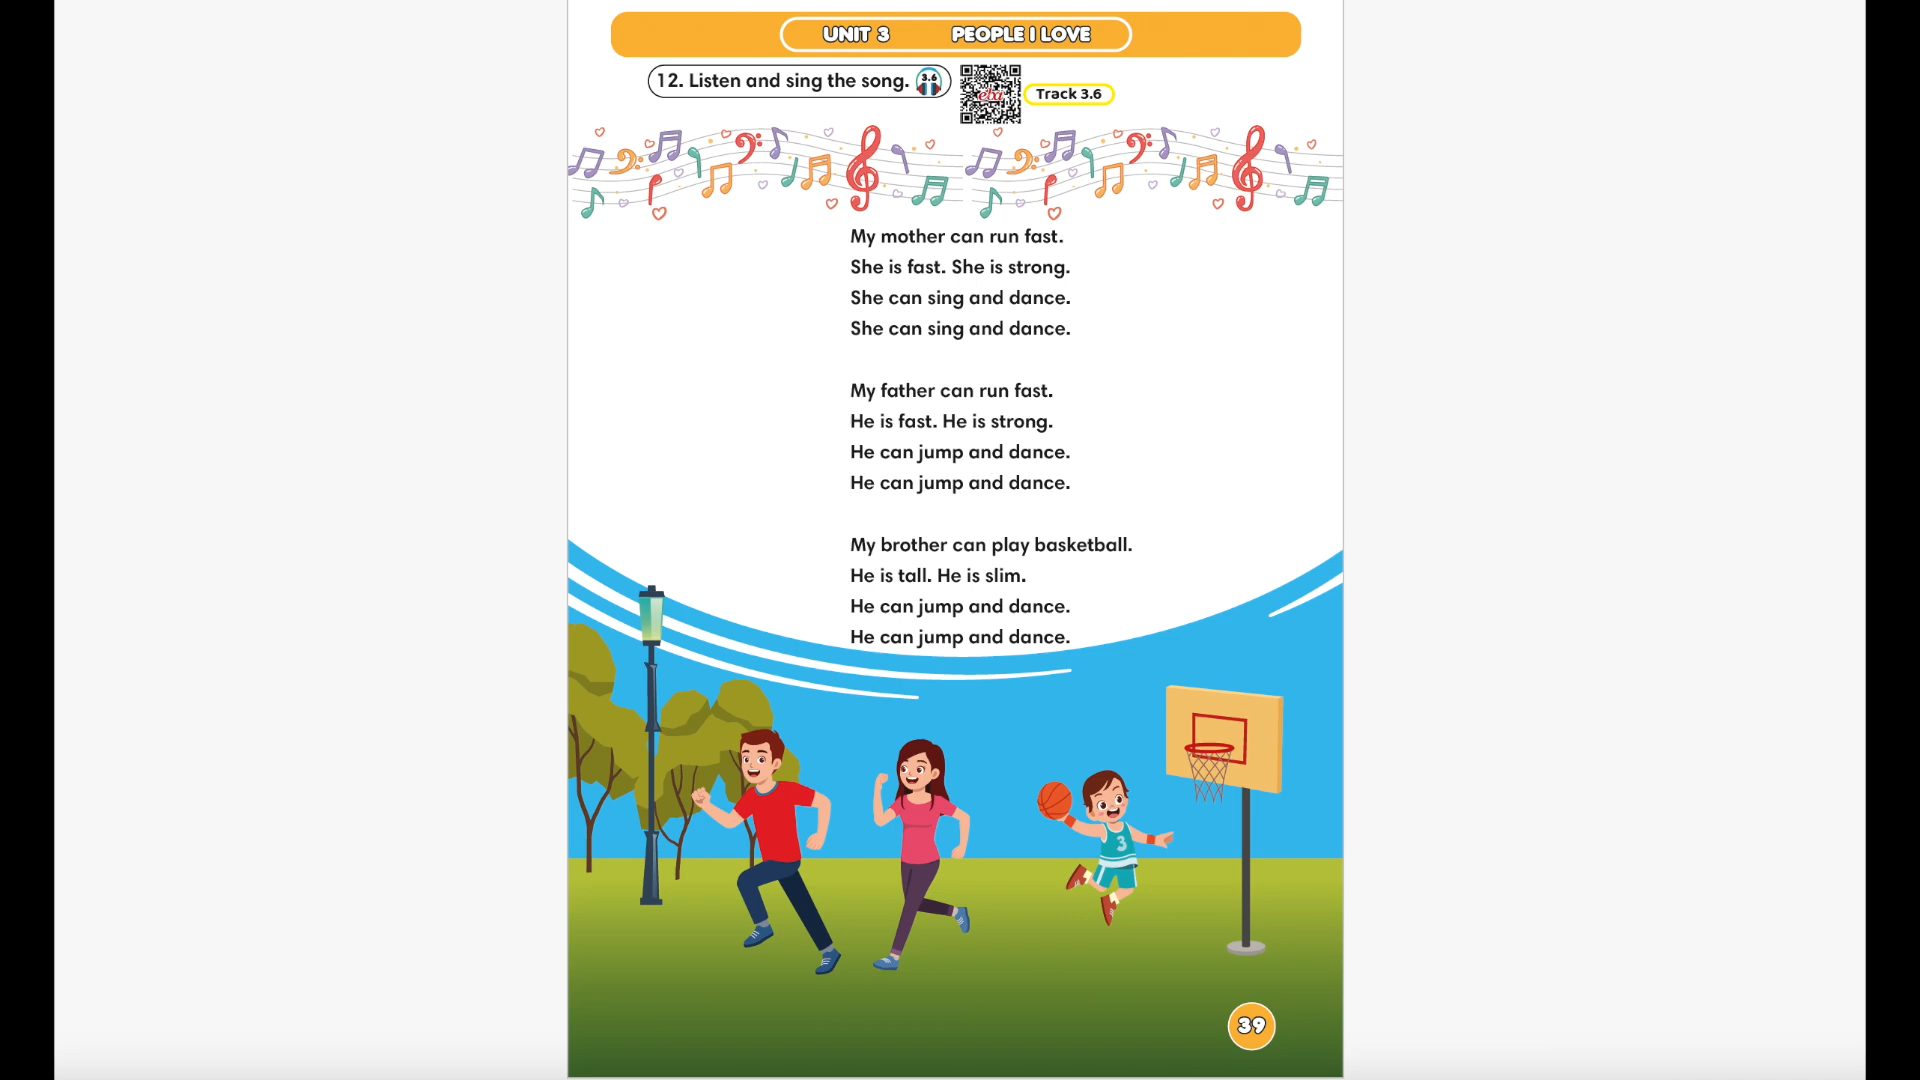 UNIT 3 PEOPLE I LOVE
12. Listen and sing the song. 3.6
eba
Track 3.6
My mother can run fast.
She is fast. She is strong.
She can sing and dance.
She can sing and dance.
My father can run fast.
He is fast. He is strong.
He can jump and dance.
He can jump and dance.
My brother can play basketball.
He is tall. He is slim.
He can jump and dance.
He can jump and dance.
3
39